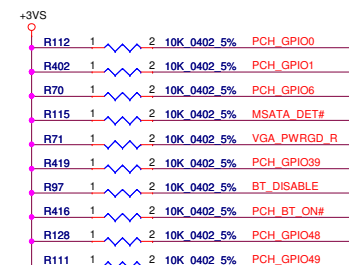 +3VS
R112 1 2 10K_0402_5% PCH_GPIO0
R402 1 2 10K_0402_5% PCH_GPIO1
R70 1 2 10K_0402_5% PCH_GPIO6
R115 1 2 10K_0402_5% MSATA_DET#
R71 1 2 10K_0402_5% VGA_PWRGD_R
R419 1 2 10K_0402_5% PCH_GPIO39
R97 1 2 10K_0402_5% BT_DISABLE
R416 1 2 10K_0402_5% PCH_BT_ON#
R128 1 2 10K_0402_5% PCH_GPIO48
R111 1 2 10K_0402_5% PCH_GPIO49